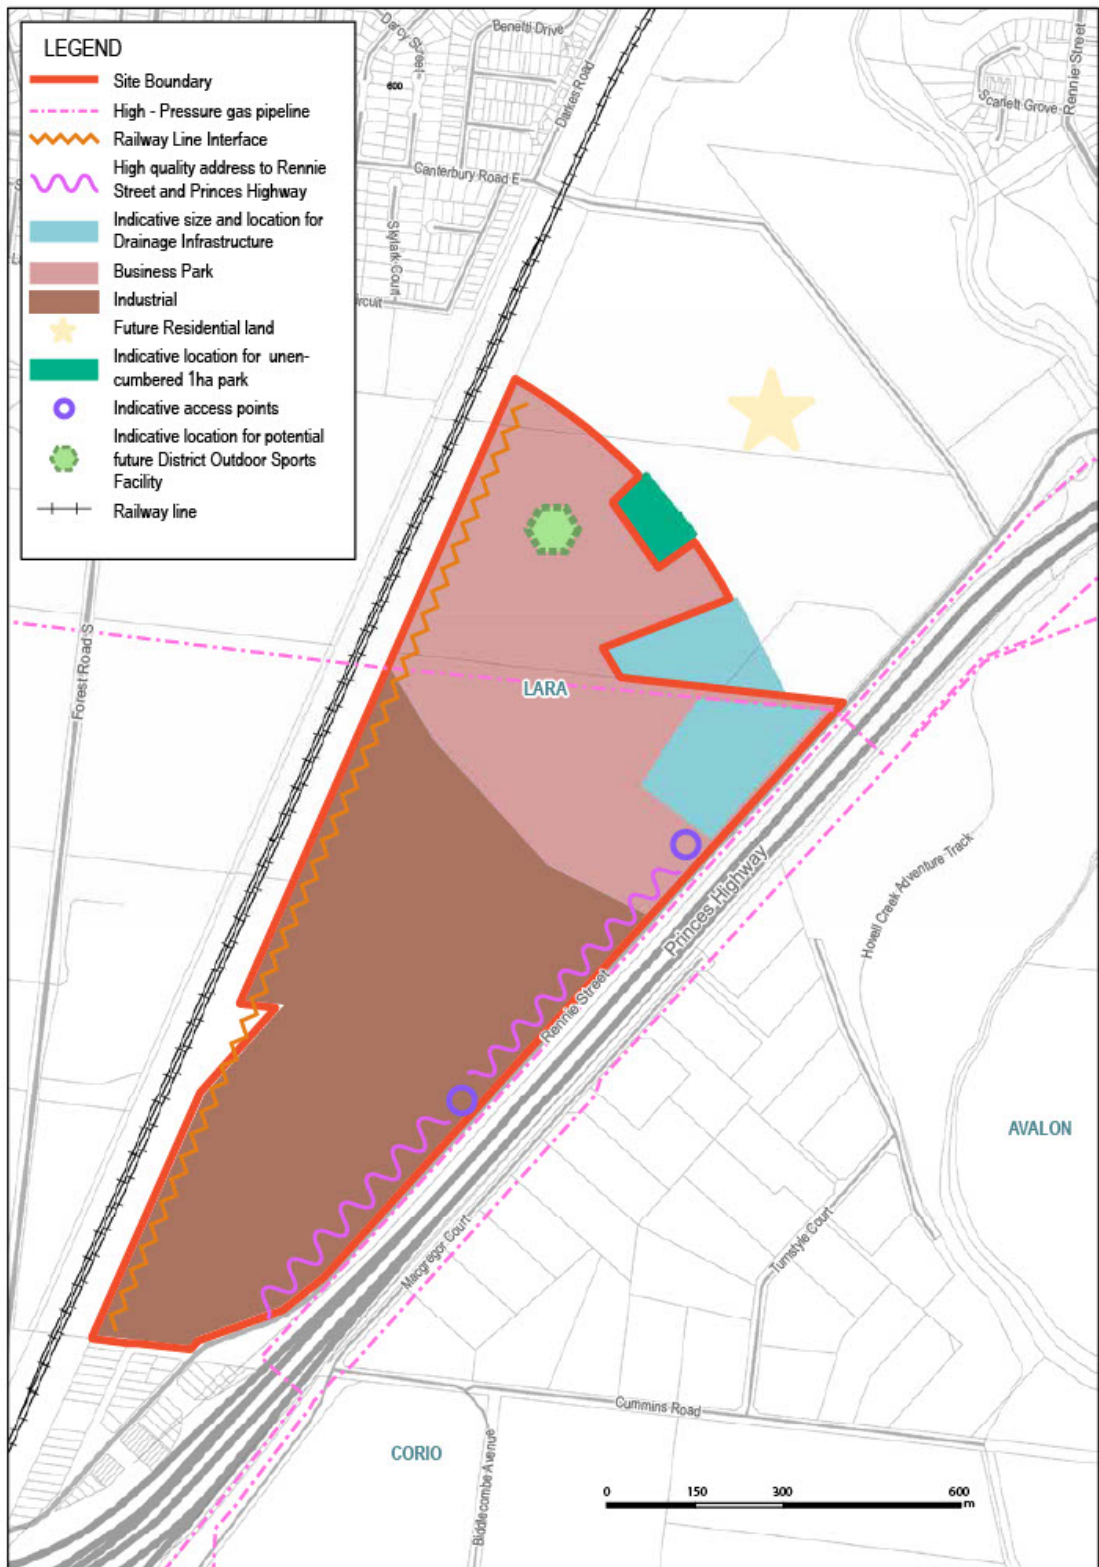 LEGEND
Site Boundary
High - Pressure gas pipeline
Railway Line Interface
High quality address to Rennie
Street and Princes Highway
Indicative size and location for
Drainage Infrastructure
Business Park
Industrial
Future Residential land
Indicative location for unen-
cumbered 1ha park
Indicative access points
Indicative location for potential
future District Outdoor Sports
Facility
Railway line
Darcy Street
Benetti Drive
600
Darkes Road
Canterbury Road E
Skylark Court
ircuit
Scarlett Grove
Rennie Street
Forest Road S
LARA
Princes Highway
Rennie Street
Hovell Creek Adventure Track
AVALON
Macgregor Court
Turnstyle Court
Cummins Road
CORIO
Biddlecombe Avenue
0 150 300 600
m